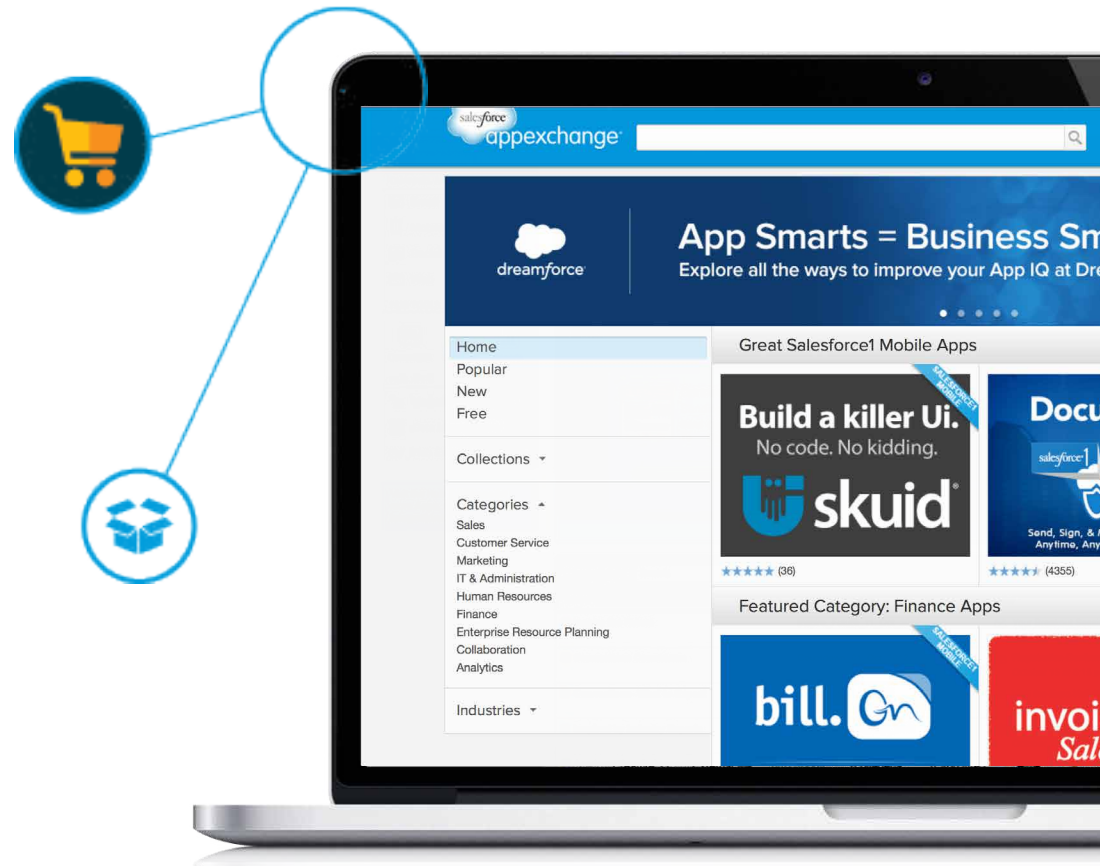 salesforce
appexchange
dreamforce
App Smarts = Business Sm
Explore all the ways to improve your App IQ at Dre
Home
Popular
New
Free
Collections
Categories
Sales
Customer Service
Marketing
IT & Administration
Human Resources
Finance
Enterprise Resource Planning
Collaboration
Analytics
Industries
Great Salesforce1 Mobile Apps
SALESFORCE1
MOBILE
Build a killer Ui.
No code. No kidding.
skuid®
(36)
Docu
salesforce1
Send, Sign, &
Anytime, Any
(4355)
Featured Category: Finance Apps
SALESFORCE1
MOBILE
bill.On
invoi
Sal